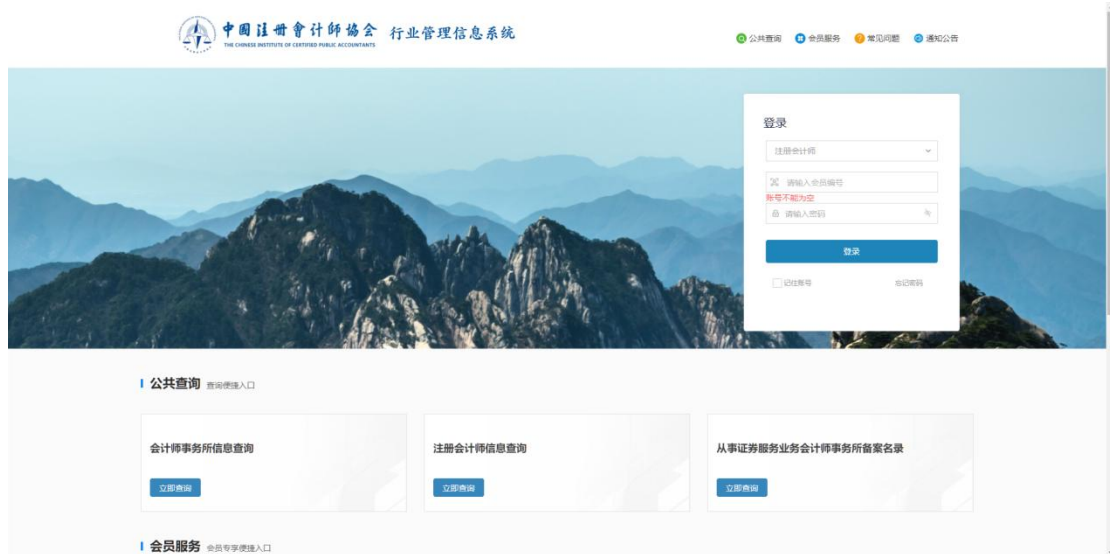 中國注册會计師協会 行业管理信息系统
THE CHINESE INSTITUTE OF CERTIFIED PUBLIC ACCOUNTANTS
公共查询 会员服务 常见问题 通知公告
登录
注册会计师
请输入会员编号
账号不能为空
请输入密码
登录
记住账号 忘记密码
公共查询 查询便捷入口
会计师事务所信息查询 注册会计师信息查询 从事证券服务业务会计师事务所备案名录
立即查询 立即查询 立即查询
会员服务 会员专享便捷入口